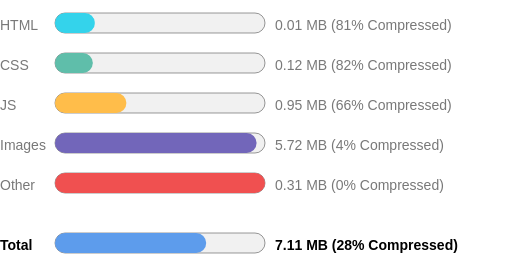 HTML 0.01 MB (81% Compressed)
CSS 0.12 MB (82% Compressed)
JS 0.95 MB (66% Compressed)
Images 5.72 MB (4% Compressed)
Other 0.31 MB (0% Compressed)
Total 7.11 MB (28% Compressed)